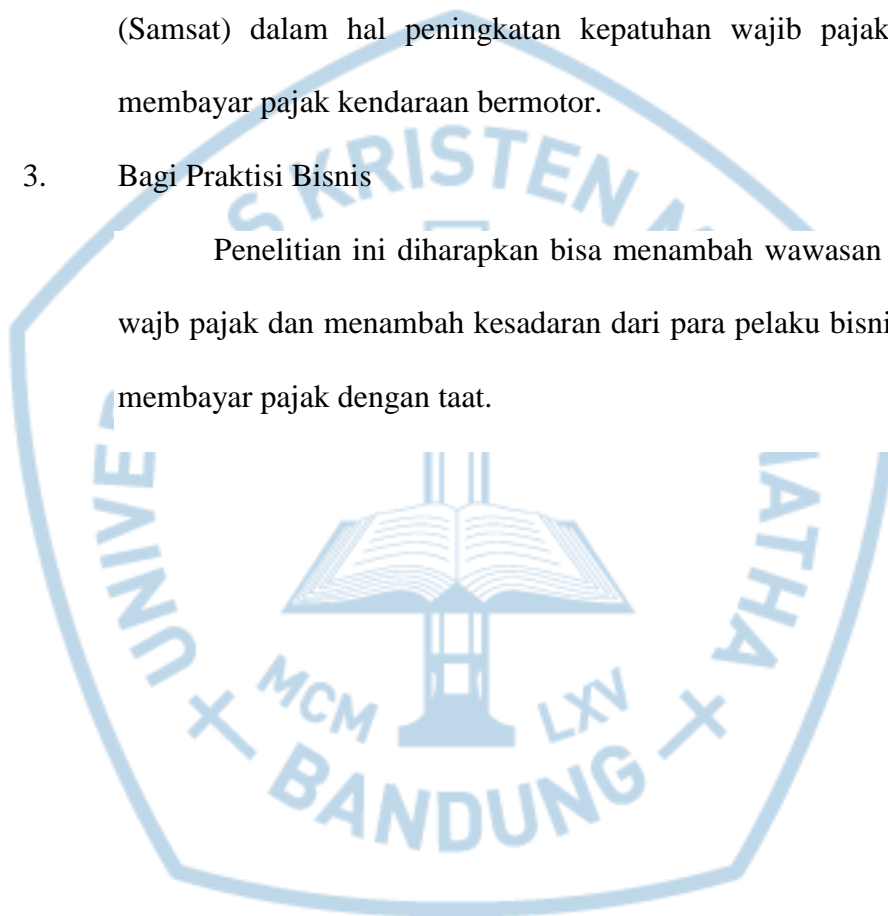 (Samsat) dalam hal peningkatan kepatuhan wajib pajak
membayar pajak kendaraan bermotor.
3. Bagi Praktisi Bisnis
Penelitian ini diharapkan bisa menambah wawasan
wajb pajak dan menambah kesadaran dari para pelaku
membayar pajak dengan taat.
KRISTEN
MCM LXV
BANDUNG